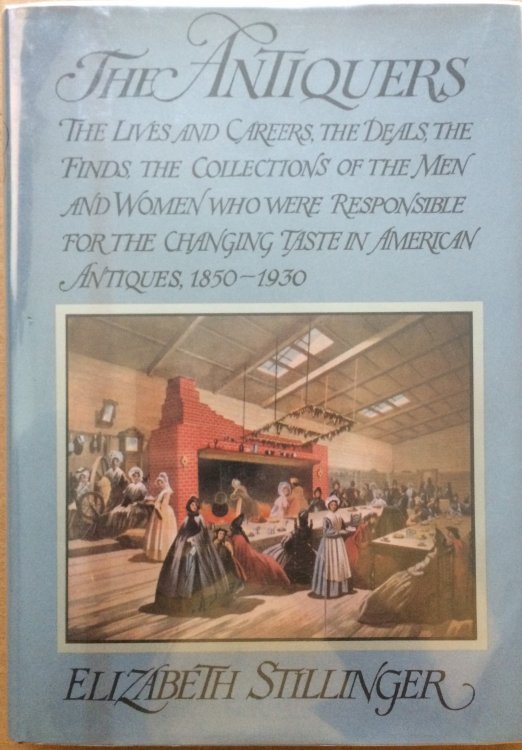 THE ANTIQUERS
THE LIVES AND CAREERS, THE DEALS, THE
FINDS, THE COLLECTIONS OF THE MEN
AND WOMEN WHO WERE RESPONSIBLE
FOR THE CHANGING TASTE IN AMERICAN
ANTIQUES, 1850–1930
ELIZABETH STILLINGER